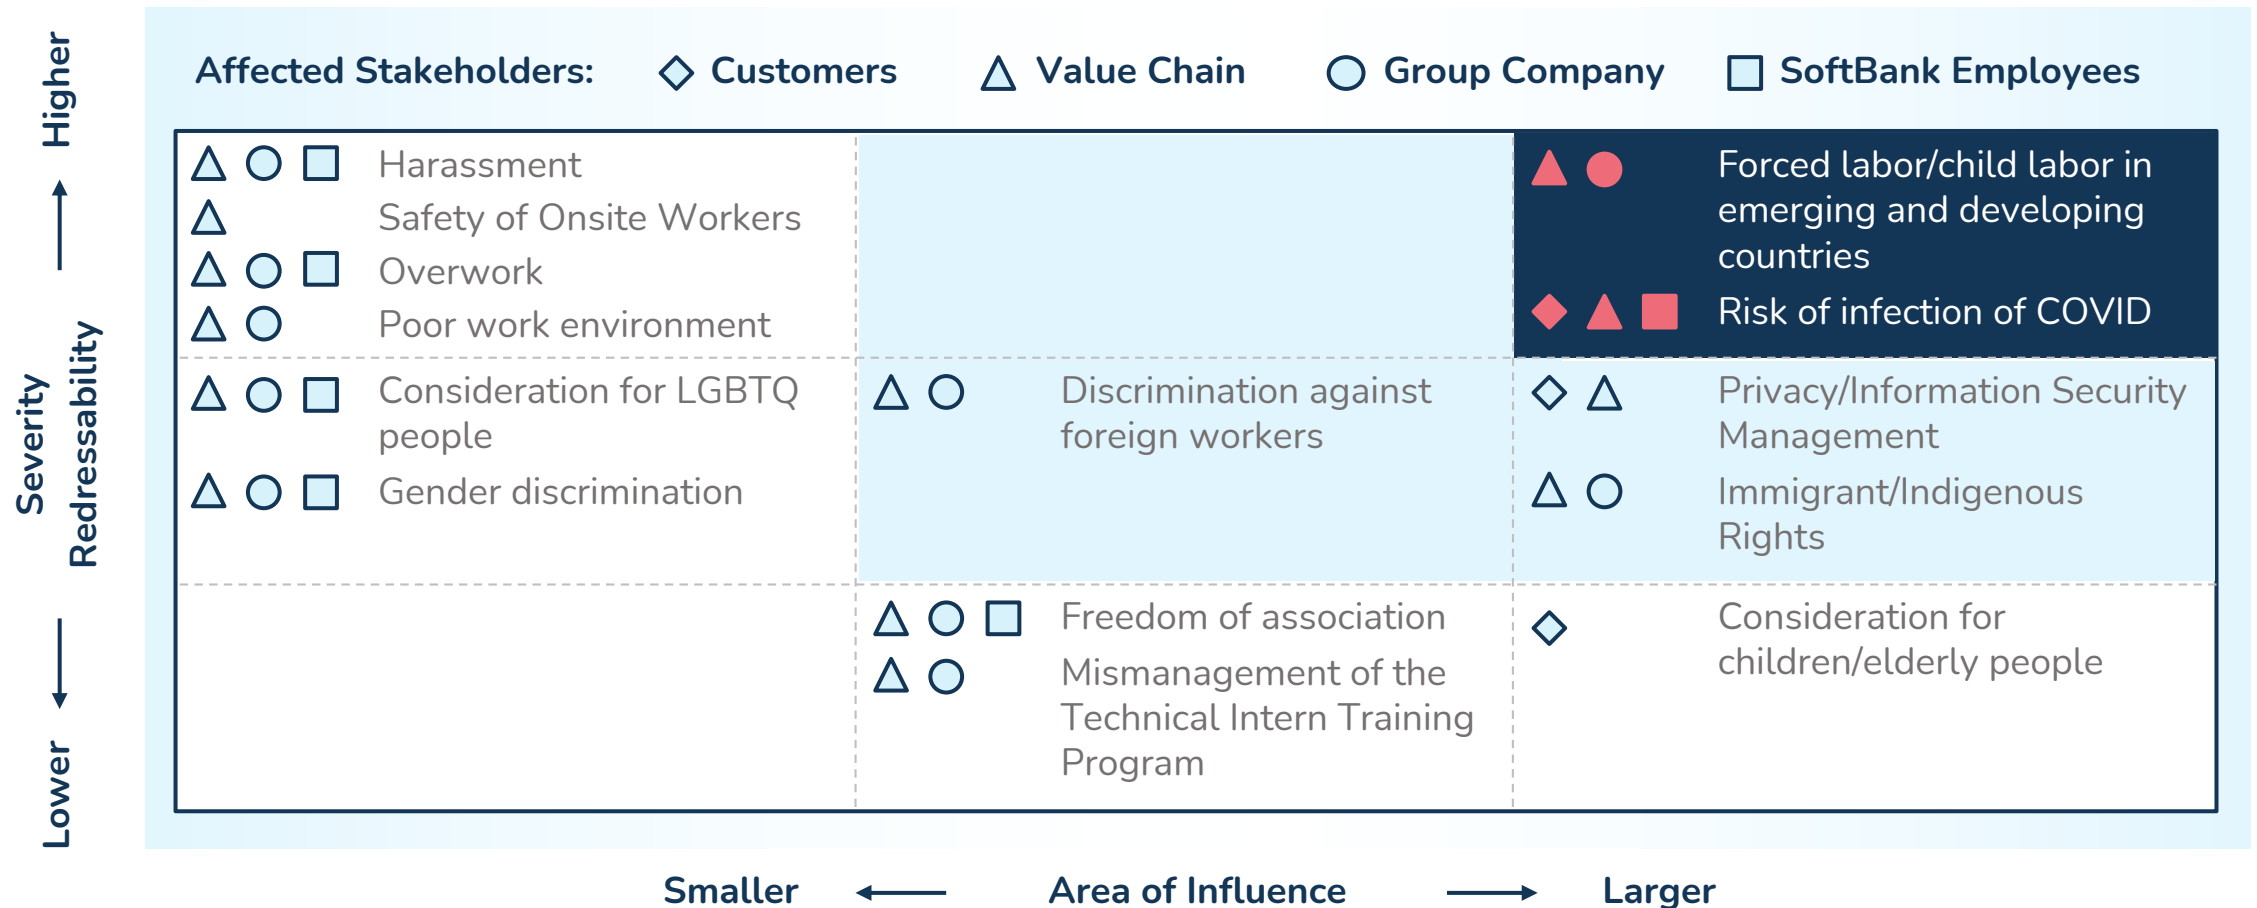 Affected Stakeholders: Customers Value Chain Group Company SoftBank Employees
Higher
Severity
Redressability
Lower
Harassment
Safety of Onsite Workers
Overwork
Poor work environment
Forced labor/child labor in
emerging and developing
countries
Risk of infection of COVID
Consideration for LGBTQ
people
Gender discrimination
Discrimination against
foreign workers
Privacy/Information Security
Management
Immigrant/Indigenous
Rights
Freedom of association
Mismanagement of the
Technical Intern Training
Program
Consideration for
children/elderly people
Smaller Area of Influence Larger